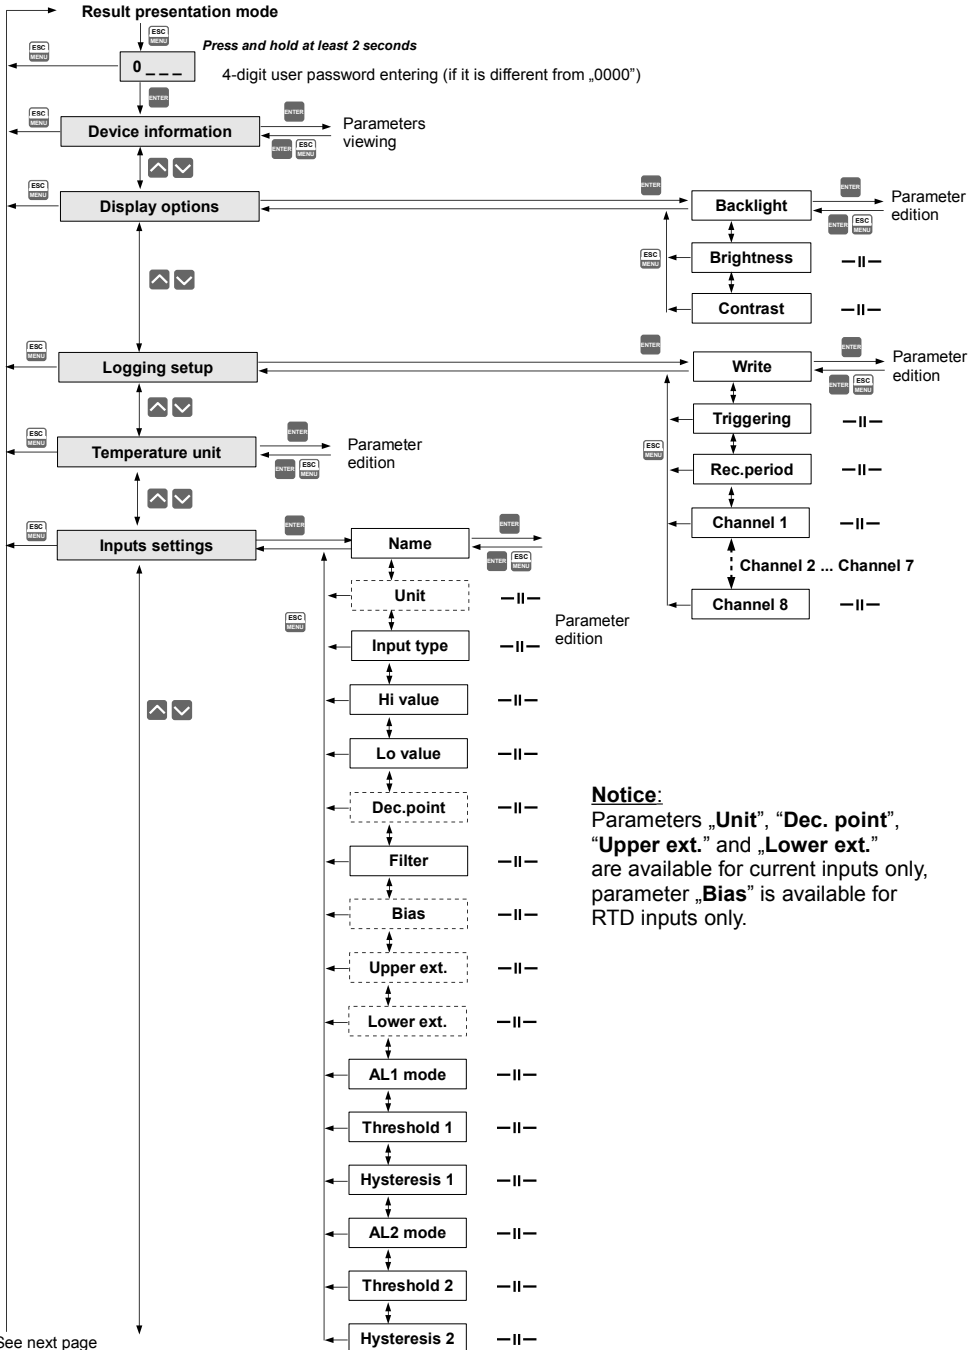 Result presentation mode
ESC
MENU
Press and hold at least 2 seconds
ESC
MENU
0 _ _ _
4-digit user password entering (if it is different from „0000”)
ENTER
ESC
MENU
Device information
ENTER
ENTER
ESC
MENU
Parameters
viewing
ESC
MENU
Display options
ENTER
Backlight
ENTER
ENTER
ESC
MENU
Parameter
edition
ESC
MENU
Brightness
–II–
Contrast
–II–
ESC
MENU
Logging setup
ENTER
Write
ENTER
ENTER
ESC
MENU
Parameter
edition
Triggering
–II–
ESC
MENU
Temperature unit
ENTER
ENTER
ESC
MENU
Parameter
edition
ESC
MENU
Rec.period
–II–
Channel 1
–II–
Channel 2 ... Channel 7
Channel 8
–II–
ESC
MENU
Inputs settings
ENTER
Name
ENTER
ENTER
ESC
MENU
Parameter
edition
ESC
MENU
Unit
–II–
Input type
–II–
Hi value
–II–
Lo value
–II–
Dec.point
–II–
Filter
–II–
Bias
–II–
Upper ext.
–II–
Lower ext.
–II–
AL1 mode
–II–
Threshold 1
–II–
Hysteresis 1
–II–
AL2 mode
–II–
Threshold 2
–II–
Hysteresis 2
–II–
Notice:
Parameters „Unit”, “Dec. point”,
“Upper ext.” and „Lower ext.”
are available for current inputs only,
parameter „Bias” is available for
RTD inputs only.
See next page